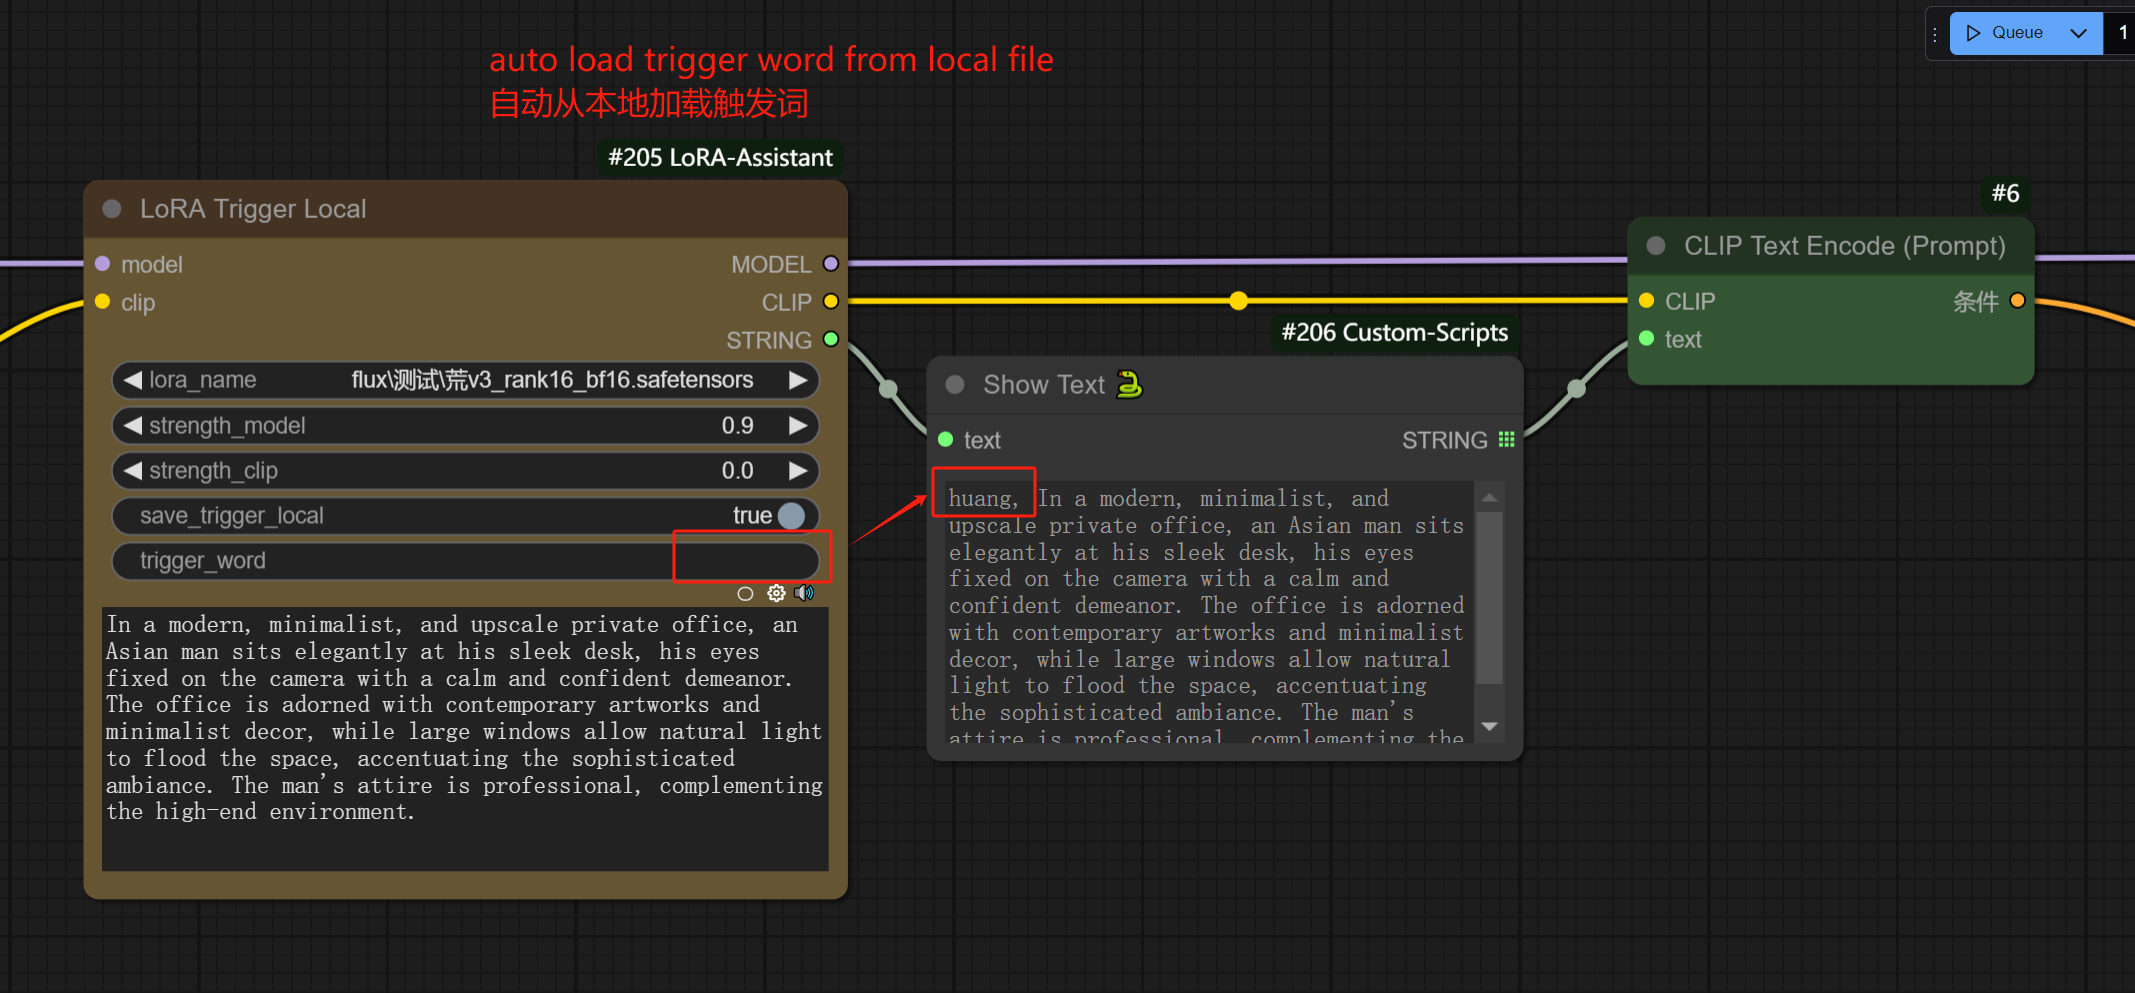 Queue
1
auto load trigger word from local file
自动从本地加载触发词
#205 LoRA-Assistant
LoRA Trigger Local
model
MODEL
clip
CLIP
STRING
lora_name
flux\测试\荒v3_rank16_bf16.safetensors
strength_model
0.9
strength_clip
0.0
save_trigger_local
true
trigger_word
In a modern, minimalist, and upscale private office, an
Asian man sits elegantly at his sleek desk, his eyes
fixed on the camera with a calm and confident demeanor.
The office is adorned with contemporary artworks and
minimalist decor, while large windows allow natural light
to flood the space, accentuating the sophisticated
ambiance. The man's attire is professional, complementing
the high-end environment.
#206 Custom-Scripts
Show Text
text
STRING
huang, In a modern, minimalist, and
upscale private office, an Asian man sits
elegantly at his sleek desk, his eyes
fixed on the camera with a calm and
confident demeanor. The office is adorned
with contemporary artworks and minimalist
decor, while large windows allow natural
light to flood the space, accentuating
the sophisticated ambiance. The man's
attire is professional, complementing the
#6
CLIP Text Encode (Prompt)
CLIP
条件
text